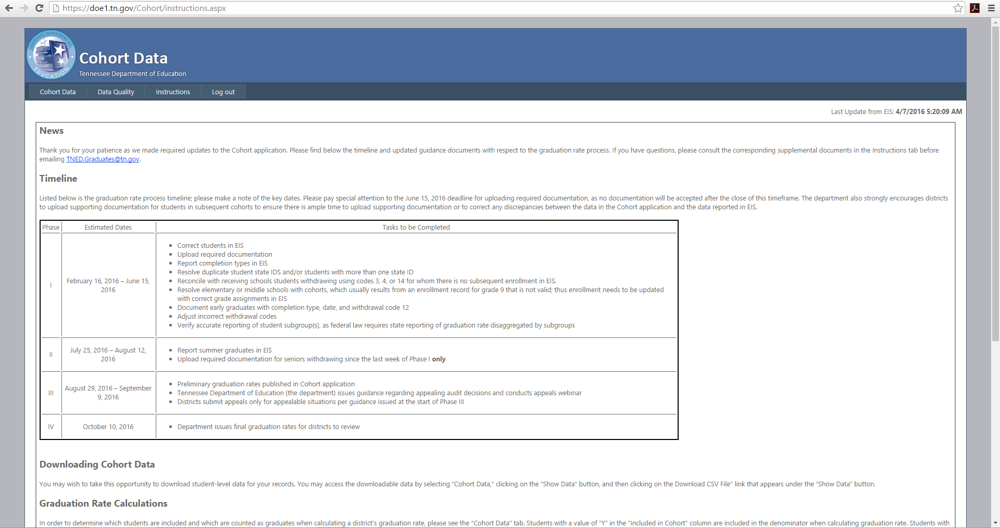 https://doe1.tn.gov/Cohort/instructions.aspx
TENNESSEE DEPARTMENT OF
EDUCATION
Cohort Data
Tennessee Department of Education
Cohort Data Data Quality Instructions Log out
Last Update from EIS: 4/7/2016 5:20:09 AM
News
Thank you for your patience as we made required updates to the Cohort application. Please find below the timeline and updated guidance documents with respect to the graduation rate process. If you have questions, please consult the corresponding supplemental documents in the Instructions tab before
emailing TNED.Graduates@tn.gov.
Timeline
Listed below is the graduation rate process timeline; please make a note of the key dates. Please pay special attention to the June 15, 2016 deadline for uploading required documentation, as no documentation will be accepted after the close of this timeframe. The department also strongly encourages districts
to upload supporting documentation for students in subsequent cohorts to ensure there is ample time to upload supporting documentation or to correct any discrepancies between the data in the Cohort application and the data reported in EIS.
Phase Estimated Dates Tasks to be Completed
I
February 16, 2016 – June 15,
2016
• Correct students in EIS
• Upload required documentation
• Report completion types in EIS
• Resolve duplicate student state IDS and/or students with more than one state ID
• Reconcile with receiving schools students withdrawing using codes 3, 4, or 14 for whom there is no subsequent enrollment in EIS.
• Resolve elementary or middle schools with cohorts, which usually results from an enrollment record for grade 9 that is not valid; thus enrollment needs to be updated
with correct grade assignments in EIS
• Document early graduates with completion type, date, and withdrawal code 12
• Adjust incorrect withdrawal codes
• Verify accurate reporting of student subgroup(s), as federal law requires state reporting of graduation rate disaggregated by subgroups
II
July 25, 2016 – August 12,
2016
• Report summer graduates in EIS
• Upload required documentation for seniors withdrawing since the last week of Phase I only
III
August 29, 2016 – September
9, 2016
• Preliminary graduation rates published in Cohort application
• Tennessee Department of Education (the department) issues guidance regarding appealing audit decisions and conducts appeals webinar
• Districts submit appeals only for appealable situations per guidance issued at the start of Phase III
IV
October 10, 2016
• Department issues final graduation rates for districts to review
Downloading Cohort Data
You may wish to take this opportunity to download student-level data for your records. You may access the downloadable data by selecting “Cohort Data,” clicking on the “Show Data” button, and then clicking on the Download CSV File” link that appears under the “Show Data” button.
Graduation Rate Calculations
In order to determine which students are included and which are counted as graduates when calculating a district’s graduation rate, please see the “Cohort Data” tab. Students with a value of “Y” in the “Included in Cohort” column are included in the denominator when calculating graduation rate. Students with